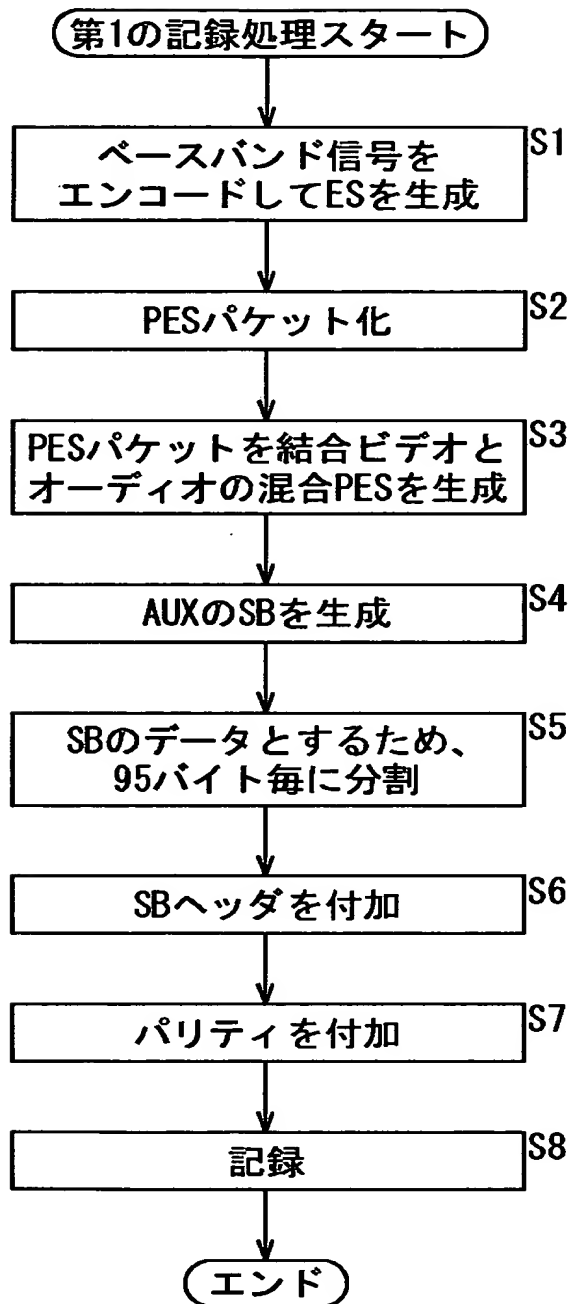 第1の記録処理スタート
S1
ベースバンド信号を
エンコードしてESを生成
S2
PESパケット化
S3
PESパケットを結合ビデオと
オーディオの混合PESを生成
S4
AUXのSBを生成
S5
SBのデータとするため、
95バイト毎に分割
S6
SBヘッダを付加
S7
パリティを付加
S8
記録
エンド